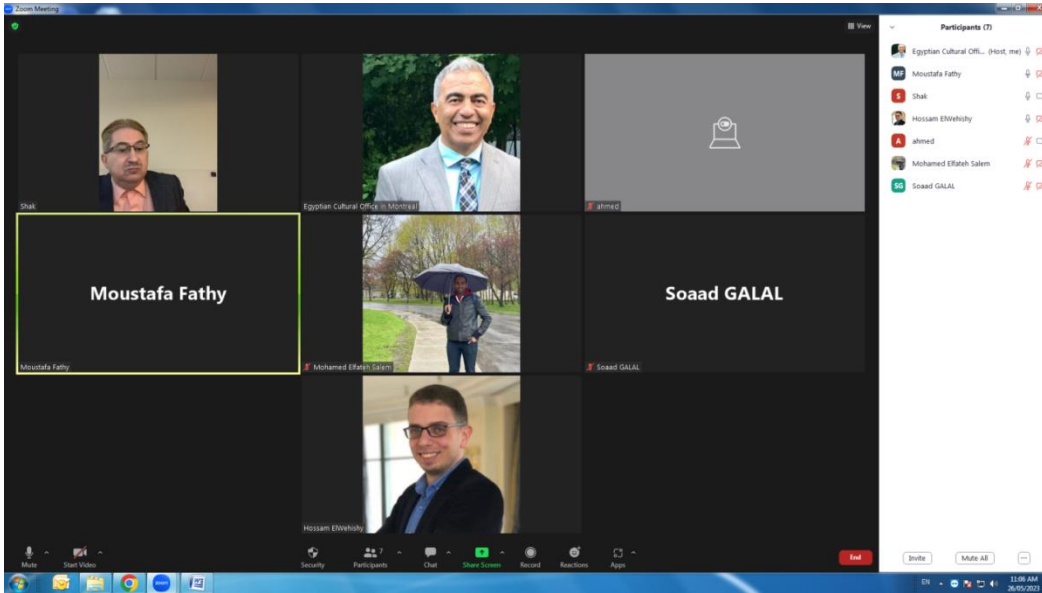 Zoom Meeting
View
Shak
Egyptian Cultural Office in Montreal
ahmed
Moustafa Fathy
Moustafa Fathy
Mohamed Elfateh Salem
Soaad GALAL
Soaad GALAL
Hossam ElWehishy
Mute
Start Video
Security
Participants
7
Chat
Share Screen
Record
Reactions
Apps
End
Participants (7)
Egyptian Cultural Offi... (Host, me)
MF Moustafa Fathy
S Shak
Hossam ElWehishy
A ahmed
Mohamed Elfateh Salem
SG Soaad GALAL
Invite
Mute All
EN
11:06 AM
26/05/2023